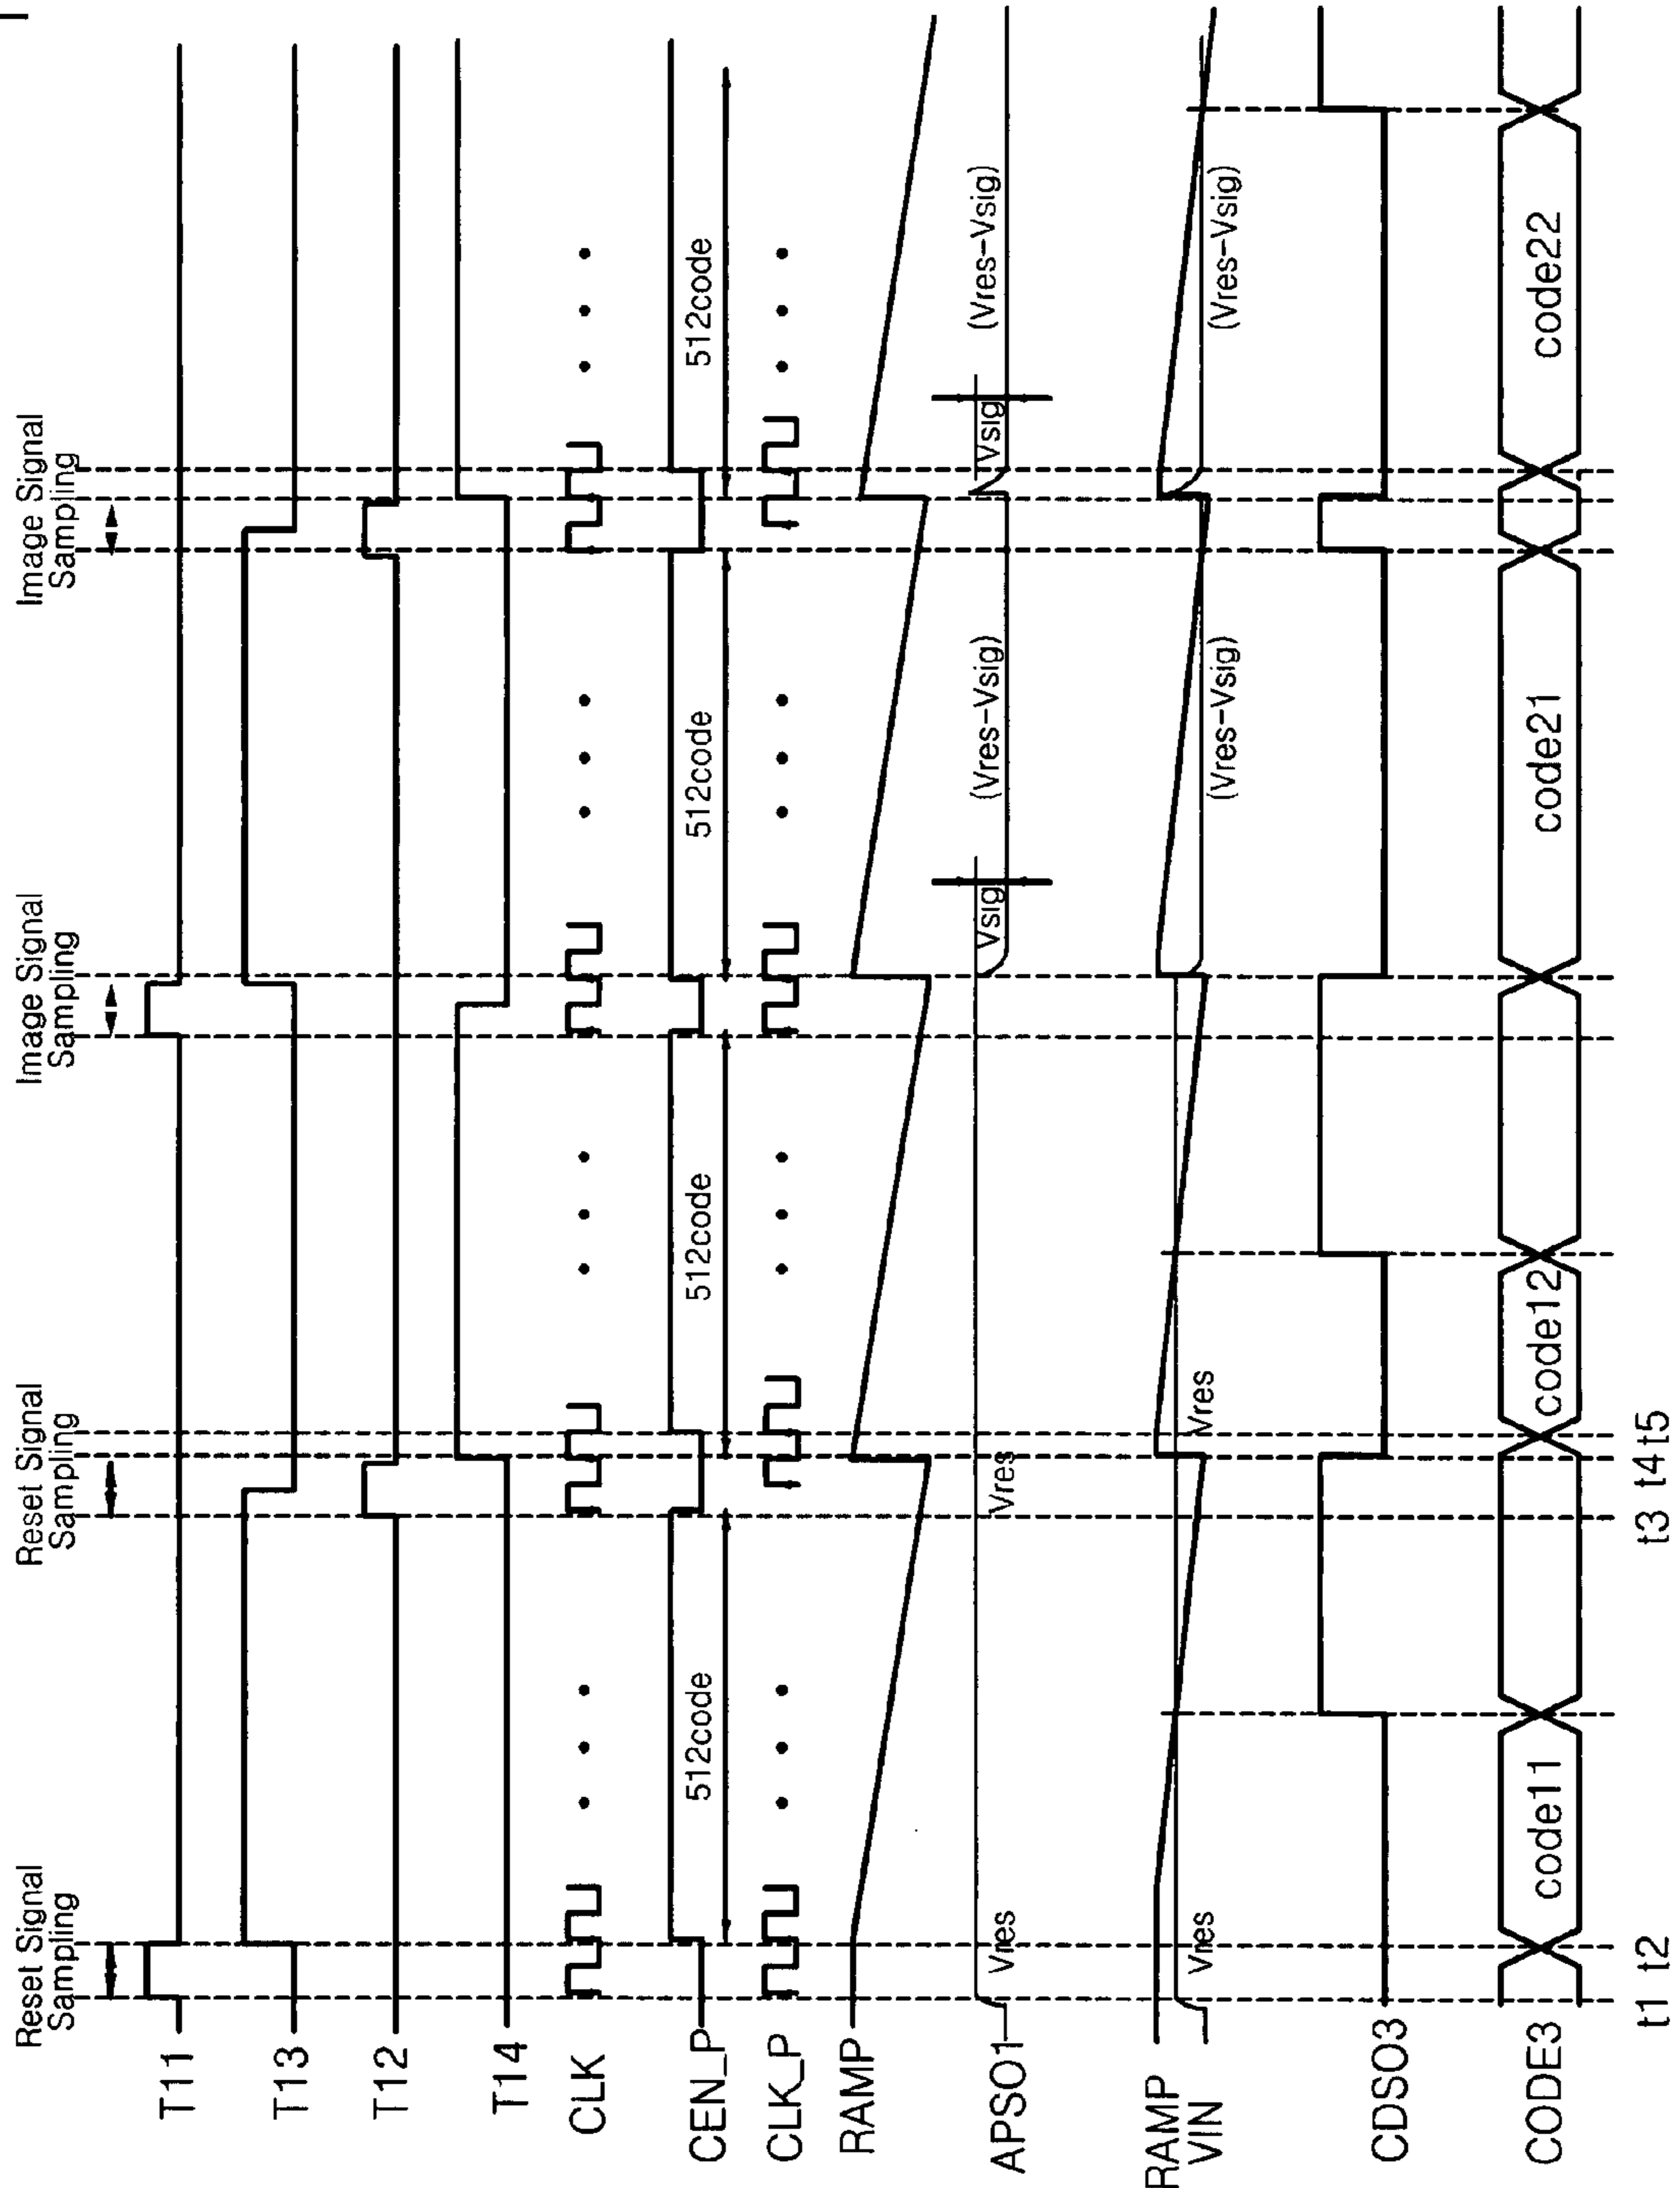 Reset Signal
Sampling
Reset Signal
Sampling
Image Signal
Sampling
Image Signal
Sampling
T11
T13
T12
T14
CLK
CEN_P
512code
512code
512code
512code
CLK_P
RAMP
APSO1
Vres
Vres
Vsig
(Vres-Vsig)
Vsig
(Vres-Vsig)
RAMP
VIN
Vres
Vres
(Vres-Vsig)
(Vres-Vsig)
CDSO3
CODE3
code11
code12
code21
code22
t1 t2 t3 t4 t5